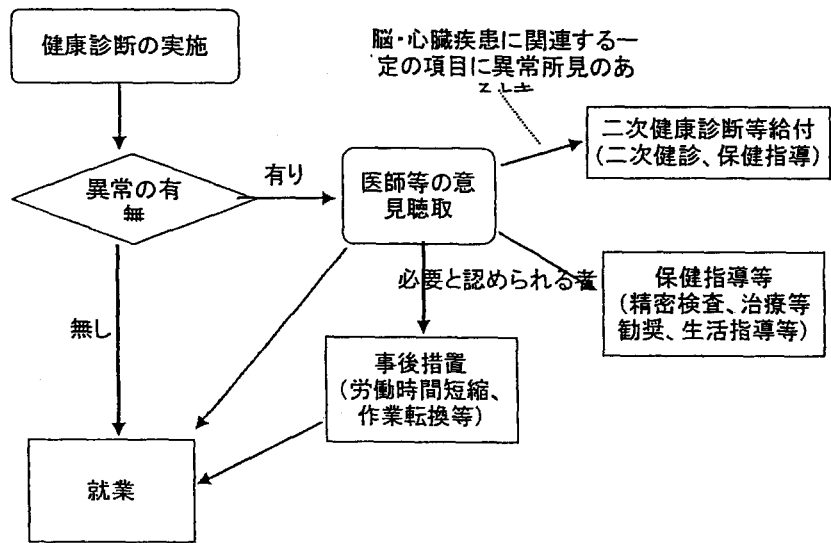 健康診断の実施
脳・心臓疾患に関連する一
定の項目に異常所見のあ
るとき
二次健康診断等給付
(二次健診、保健指導)
異常の有
無
有り
医師等の意
見聴取
必要と認められる者
保健指導等
(精密検査、治療等
勧奨、生活指導等)
無し
事後措置
(労働時間短縮、
作業転換等)
就業